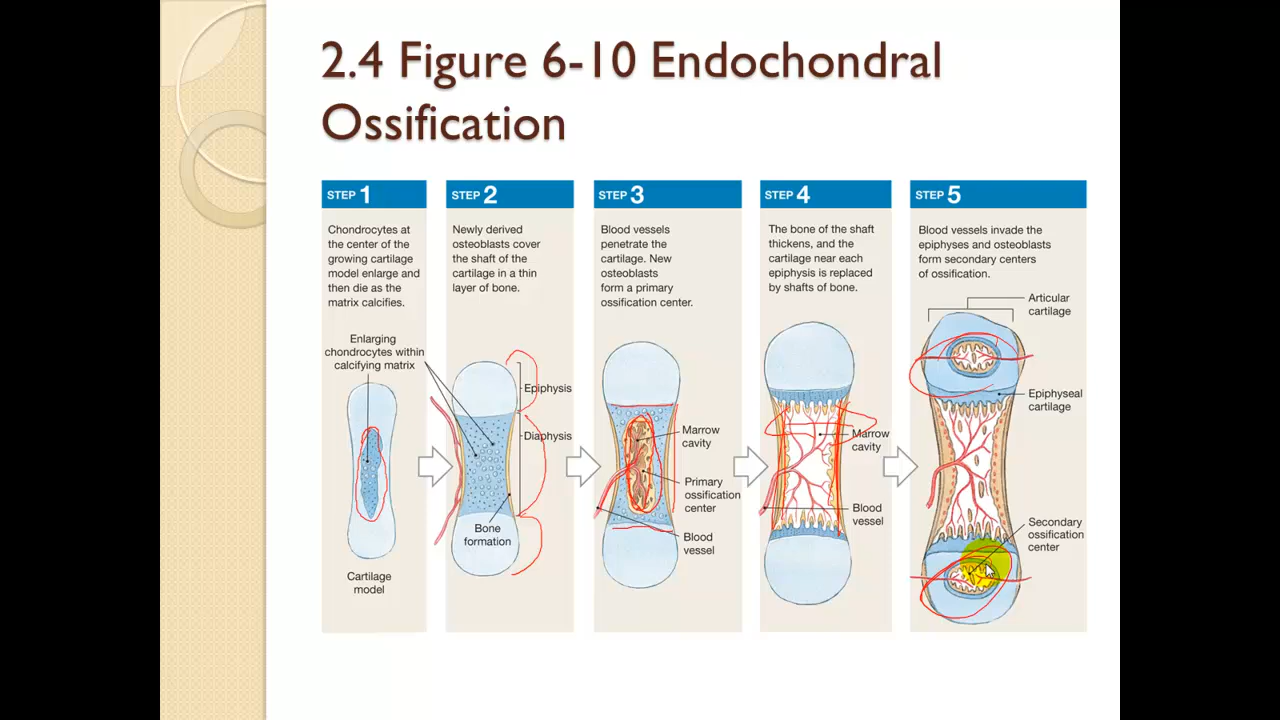 2.4 Figure 6-10 Endochondral
Ossification
STEP 1
Chondrocytes at
the center of the
growing cartilage
model enlarge and
then die as the
matrix calcifies.
Enlarging
chondrocytes within
calcifying matrix
Cartilage
model
STEP 2
Newly derived
osteoblasts cover
the shaft of the
cartilage in a thin
layer of bone.
Epiphysis
Diaphysis
Bone
formation
STEP 3
Blood vessels
penetrate the
cartilage. New
osteoblasts
form a primary
ossification center.
Marrow
cavity
Primary
ossification
center
Blood
vessel
STEP 4
The bone of the shaft
thickens, and the
cartilage near each
epiphysis is replaced
by shafts of bone.
Marrow
cavity
Blood
vessel
STEP 5
Blood vessels invade the
epiphyses and osteoblasts
form secondary centers
of ossification.
Articular
cartilage
Epiphyseal
cartilage
Secondary
ossification
center